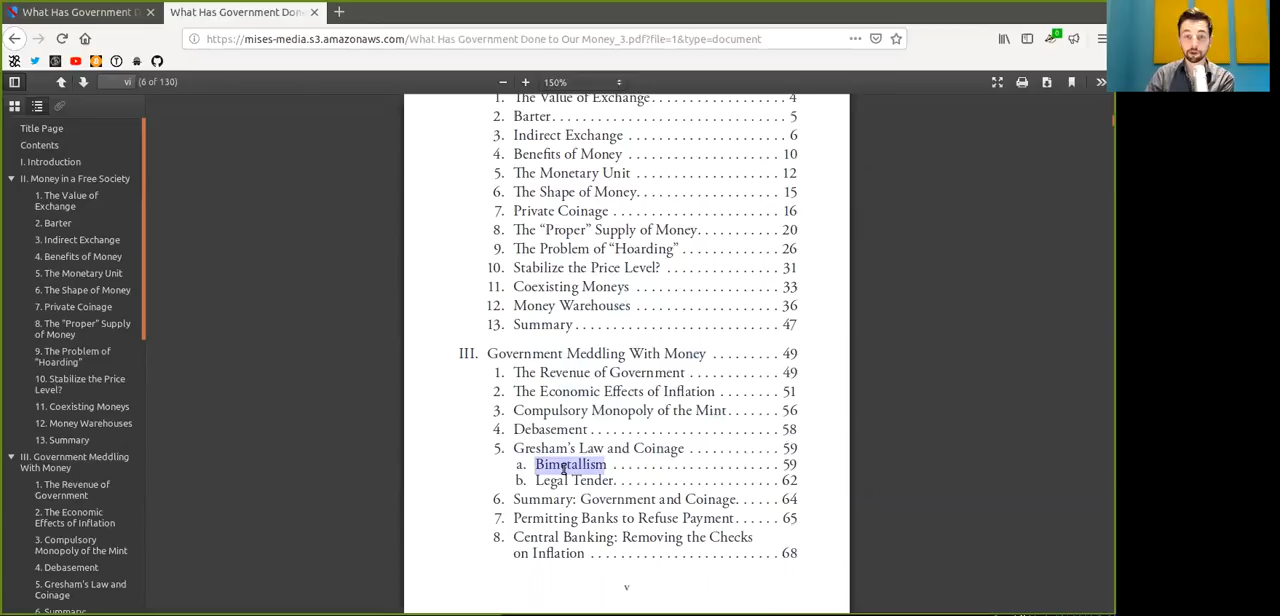 What Has Government D
What Has Government Don
https://mises-media.s3.amazonaws.com/What Has Government Done to Our Money_3.pdf?file=1&type=document
0
vi
(6 of 130)
150%
Title Page
Contents
I. Introduction
II. Money in a Free Society
1. The Value of
Exchange
2. Barter
3. Indirect Exchange
4. Benefits of Money
5. The Monetary Unit
6. The Shape of Money
7. Private Coinage
8. The “Proper” Supply
of Money
9. The Problem of
“Hoarding”
10. Stabilize the Price
Level?
11. Coexisting Moneys
12. Money Warehouses
13. Summary
III. Government Meddling
With Money
1. The Revenue of
Government
2. The Economic
Effects of Inflation
3. Compulsory
Monopoly of the Mint
4. Debasement
5. Gresham's Law and
Coinage
6. Summary:
1. The Value of Exchange. . . . . . . . . . . . . . . . . . . . 4
2. Barter. . . . . . . . . . . . . . . . . . . . . . . . . . . . . . . . . 5
3. Indirect Exchange . . . . . . . . . . . . . . . . . . . . . . . 6
4. Benefits of Money . . . . . . . . . . . . . . . . . . . . . . 10
5. The Monetary Unit . . . . . . . . . . . . . . . . . . . . . 12
6. The Shape of Money. . . . . . . . . . . . . . . . . . . . . 15
7. Private Coinage . . . . . . . . . . . . . . . . . . . . . . . . 16
8. The “Proper” Supply of Money. . . . . . . . . . . . . 20
9. The Problem of “Hoarding” . . . . . . . . . . . . . . . 26
10. Stabilize the Price Level? . . . . . . . . . . . . . . . . . 31
11. Coexisting Moneys . . . . . . . . . . . . . . . . . . . . . 33
12. Money Warehouses . . . . . . . . . . . . . . . . . . . . . 36
13. Summary . . . . . . . . . . . . . . . . . . . . . . . . . . . . . 47
III. Government Meddling With Money . . . . . . . . . 49
1. The Revenue of Government . . . . . . . . . . . . . . 49
2. The Economic Effects of Inflation . . . . . . . . . . . 51
3. Compulsory Monopoly of the Mint. . . . . . . . . . 56
4. Debasement . . . . . . . . . . . . . . . . . . . . . . . . . . . 58
5. Gresham’s Law and Coinage . . . . . . . . . . . . . . . 59
a. Bimetallism . . . . . . . . . . . . . . . . . . . . . . . . . 59
b. Legal Tender. . . . . . . . . . . . . . . . . . . . . . . . . 62
6. Summary: Government and Coinage. . . . . . . . . 64
7. Permitting Banks to Refuse Payment. . . . . . . . . 65
8. Central Banking: Removing the Checks
on Inflation . . . . . . . . . . . . . . . . . . . . . . . . . . . 68
v